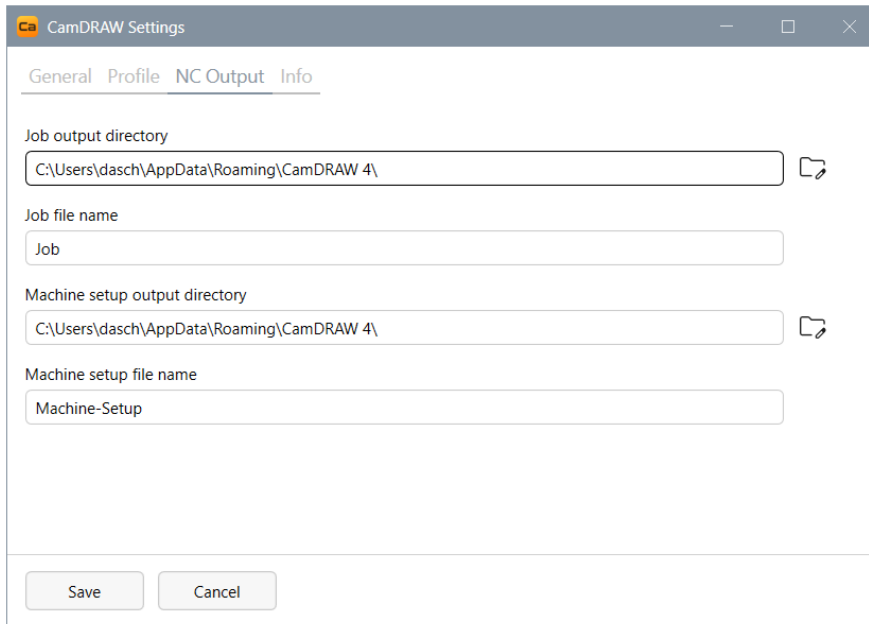 Ca CamDRAW Settings
General Profile NC Output Info
Job output directory
C:\Users\dasch\AppData\Roaming\CamDRAW 4\
Job file name
Job
Machine setup output directory
C:\Users\dasch\AppData\Roaming\CamDRAW 4\
Machine setup file name
Machine-Setup
Save Cancel